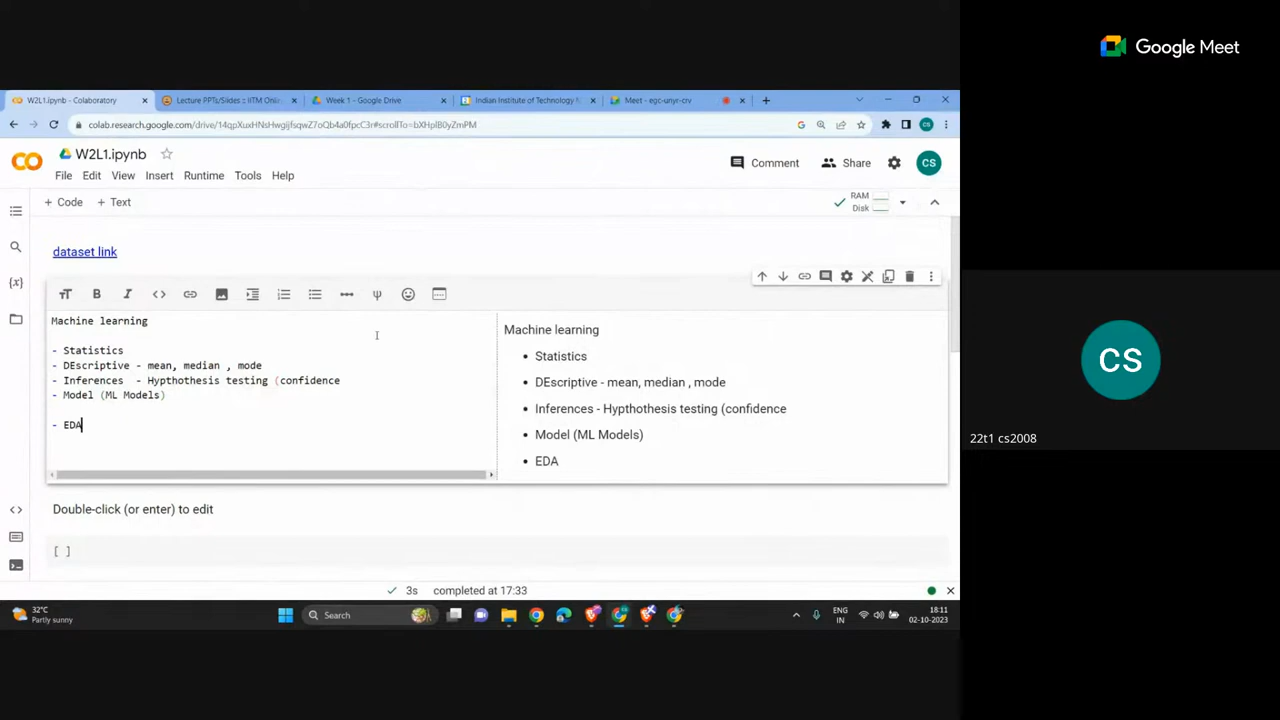 Google Meet
W2L1.ipynb - Colaboratory
Lecture PPTs/Slides :: IITM Onli
Week 1 - Google Drive
Indian Institute of Technology M
Meet - egc-unyr-crv
colab.research.google.com/drive/14qpXuxHNsHwgijfsqwZ7oQb4a0fpcC3r#scrollTo=bXHplB0yZmPM
W2L1.ipynb
File Edit View Insert Runtime Tools Help
Comment Share CS
+ Code + Text
RAM
Disk
dataset link
Machine learning
- Statistics
- DEscriptive - mean, median , mode
- Inferences - Hypthothesis testing (confidence
- Model (ML Models)
- EDA
Machine learning
• Statistics
• DEscriptive - mean, median , mode
• Inferences - Hypthothesis testing (confidence
• Model (ML Models)
• EDA
Double-click (or enter) to edit
[ ]
3s completed at 17:33
32°C
Partly sunny
Search
ENG
IN
18:11
02-10-2023
CS
22t1 cs2008